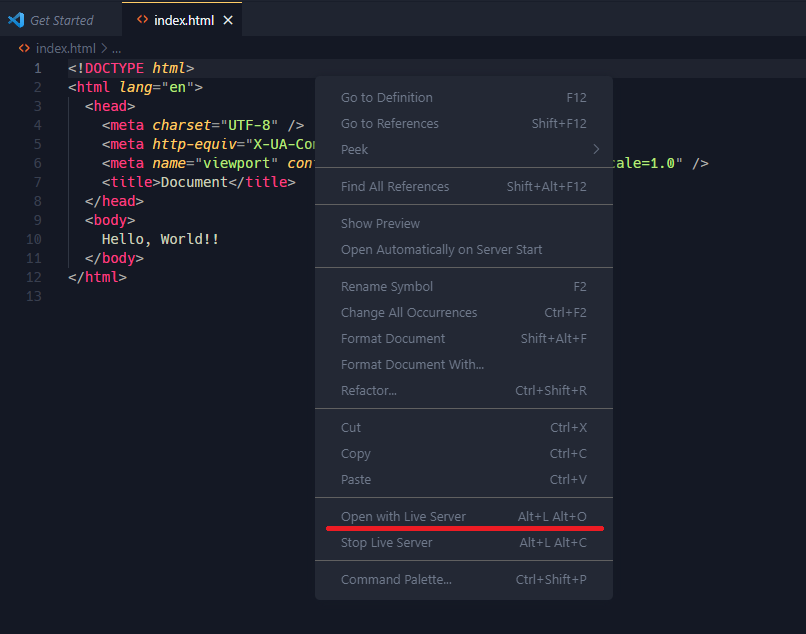 Get Started
index.html
index.html > ...
1 <!DOCTYPE html>
2 <html lang="en">
3 <head>
4 <meta charset="UTF-8" />
5 <meta http-equiv="X-UA-Con
6 <meta name="viewport" con cale=1.0" />
7 <title>Document</title>
8 </head>
9 <body>
10 Hello, World!!
11 </body>
12 </html>
13
Go to Definition F12
Go to References Shift+F12
Peek >
Find All References Shift+Alt+F12
Show Preview
Open Automatically on Server Start
Rename Symbol F2
Change All Occurrences Ctrl+F2
Format Document Shift+Alt+F
Format Document With...
Refactor... Ctrl+Shift+R
Cut Ctrl+X
Copy Ctrl+C
Paste Ctrl+V
Open with Live Server Alt+L Alt+O
Stop Live Server Alt+L Alt+C
Command Palette... Ctrl+Shift+P